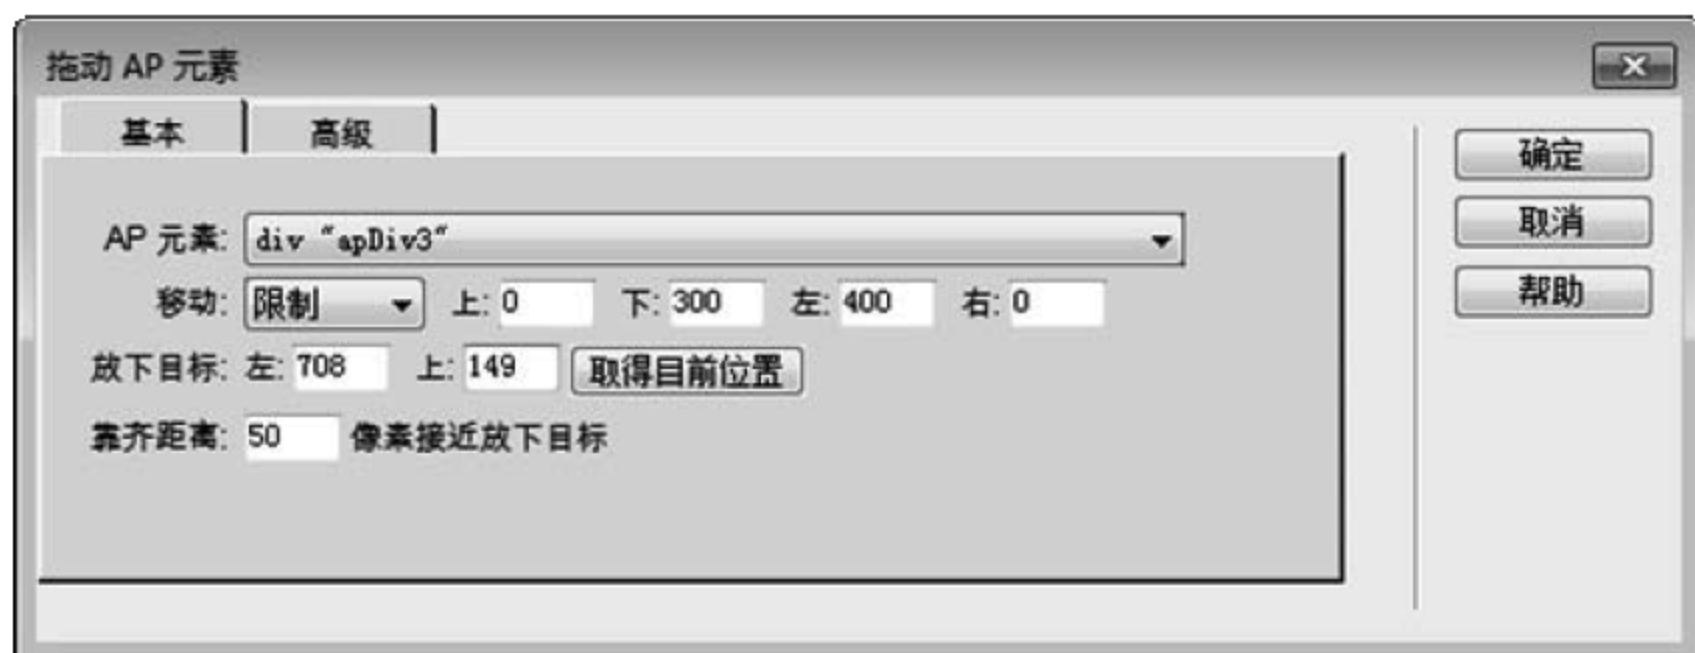 拖动 AP 元素
基本 高级
确定
取消
帮助
AP 元素: div "apDiv3"
移动: 限制 上: 0 下: 300 左: 400 右: 0
放下目标: 左: 708 上: 149 取得目前位置
靠齐距离: 50 像素接近放下目标